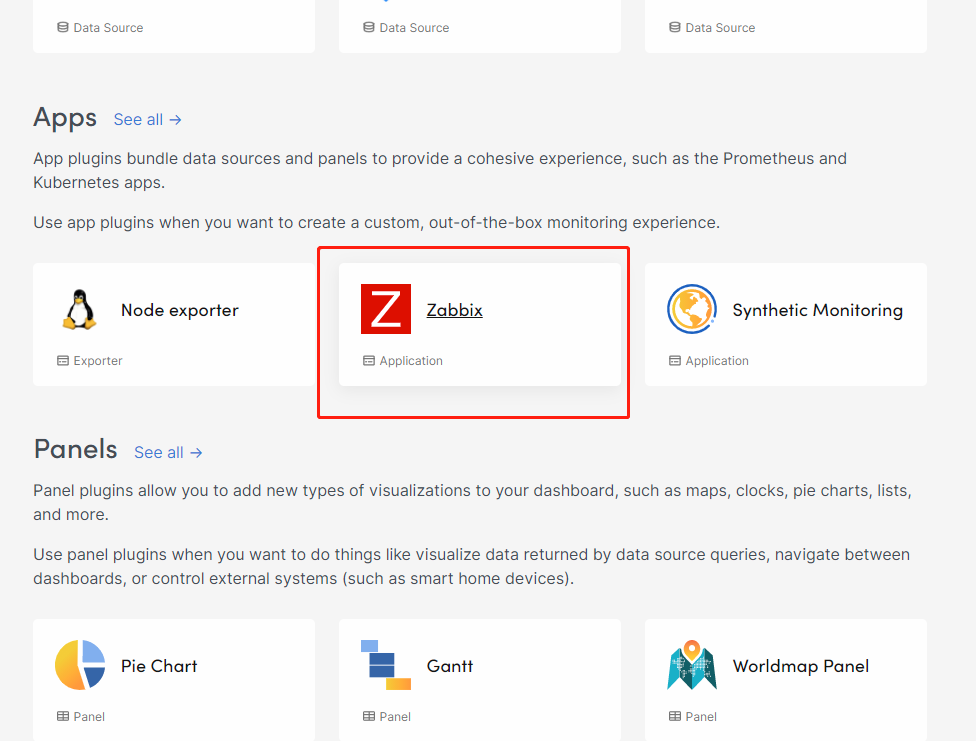 Data Source Data Source Data Source
Apps See all →
App plugins bundle data sources and panels to provide a cohesive experience, such as the Prometheus and
Kubernetes apps.
Use app plugins when you want to create a custom, out-of-the-box monitoring experience.
Node exporter Z Zabbix Synthetic Monitoring
Exporter Application Application
Panels See all →
Panel plugins allow you to add new types of visualizations to your dashboard, such as maps, clocks, pie charts, lists,
and more.
Use panel plugins when you want to do things like visualize data returned by data source queries, navigate between
dashboards, or control external systems (such as smart home devices).
Pie Chart Gantt Worldmap Panel
Panel Panel Panel